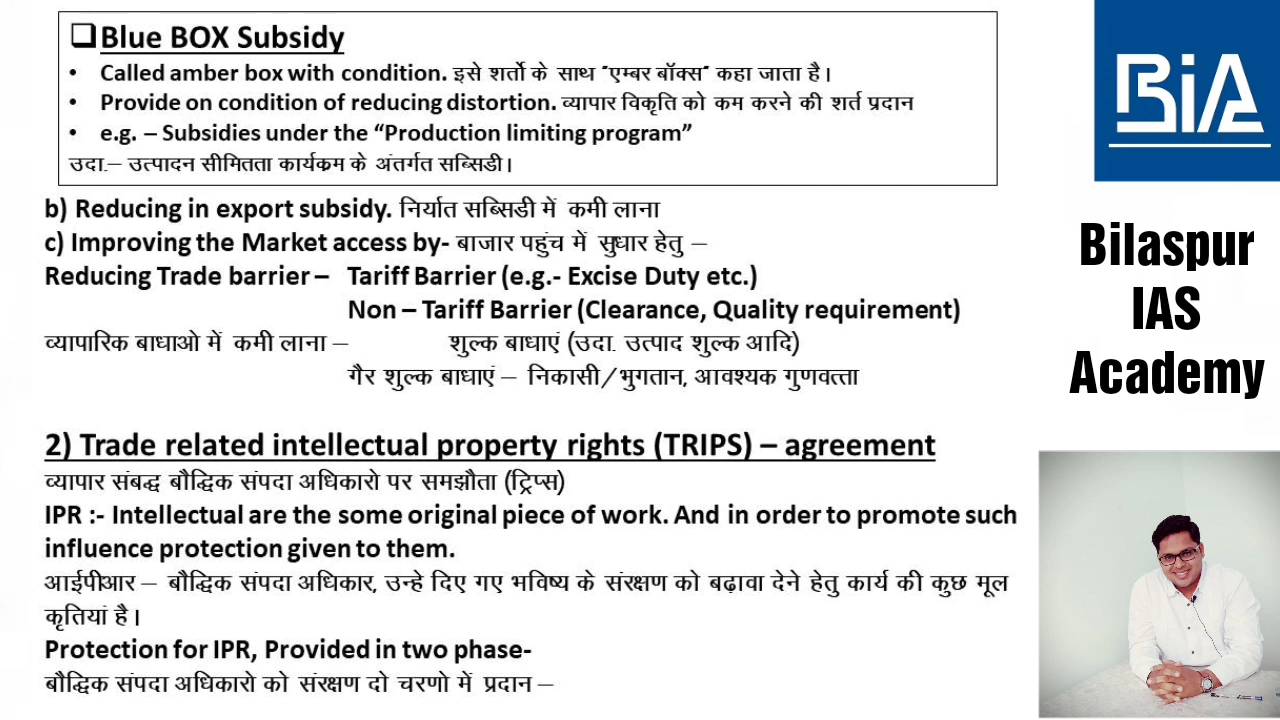 ❑Blue BOX Subsidy
• Called amber box with condition. इसे शर्तो के साथ "एम्बर बॉक्स" कहा जाता है।
• Provide on condition of reducing distortion. व्यापार विकृति को कम करने की शर्त प्रदान
• e.g. – Subsidies under the “Production limiting program”
उदा.– उत्पादन सीमितता कार्यक्रम के अंतर्गत सब्सिडी।
b) Reducing in export subsidy. निर्यात सब्सिडी में कमी लाना
c) Improving the Market access by- बाजार पहुंच में सुधार हेतु –
Reducing Trade barrier – Tariff Barrier (e.g.- Excise Duty etc.)
Non – Tariff Barrier (Clearance, Quality requirement)
व्यापारिक बाधाओ में कमी लाना – शुल्क बाधाएं (उदा. उत्पाद शुल्क आदि)
गैर शुल्क बाधाएं – निकासी/भुगतान, आवश्यक गुणवत्ता
2) Trade related intellectual property rights (TRIPS) – agreement
व्यापार संबद्ध बौद्धिक संपदा अधिकारो पर समझौता (ट्रिप्स)
IPR :- Intellectual are the some original piece of work. And in order to promote such
influence protection given to them.
आईपीआर – बौद्धिक संपदा अधिकार, उन्हे दिए गए भविष्य के संरक्षण को बढ़ावा देने हेतु कार्य की कुछ मूल
कृतियां है।
Protection for IPR, Provided in two phase-
बौद्धिक संपदा अधिकारो को संरक्षण दो चरणो में प्रदान –
BiA
Bilaspur
IAS
Academy